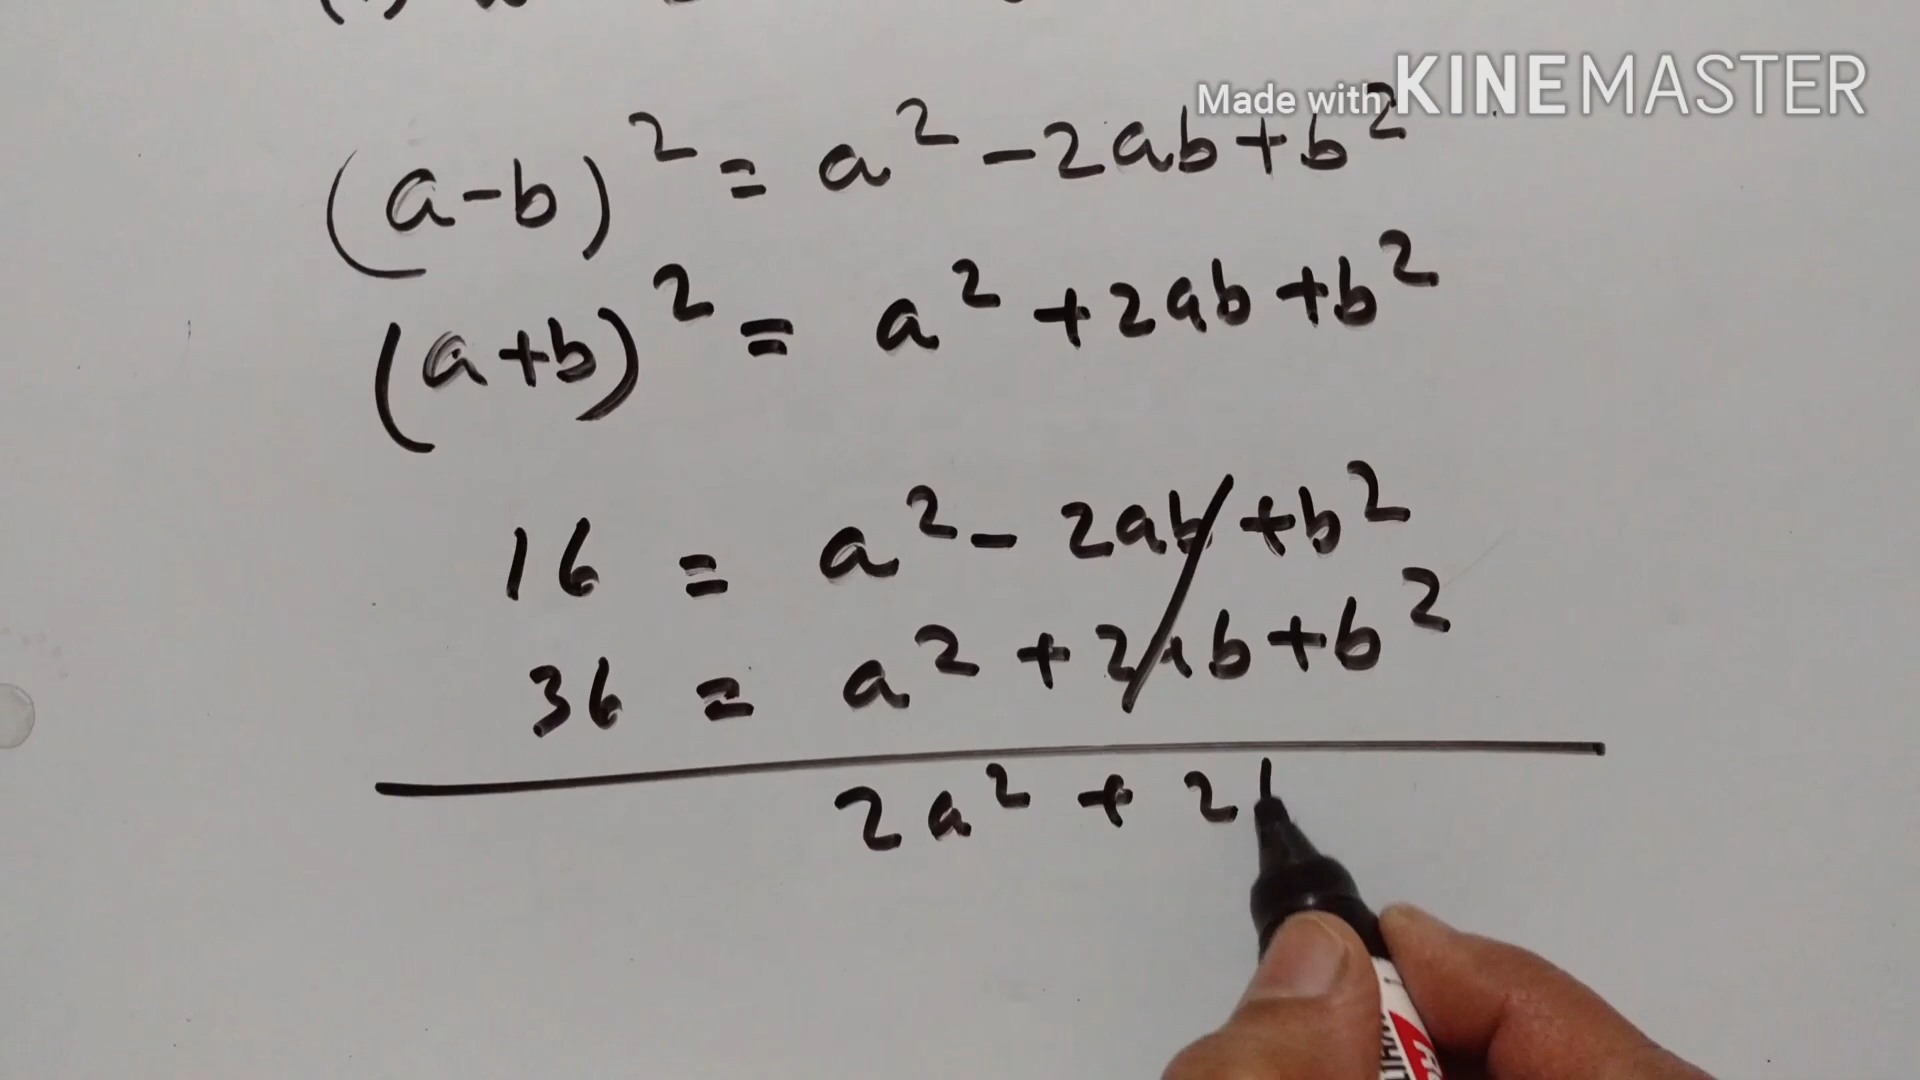 Made with KINEMASTER
(a-b)² = a² - 2ab + b²
(a+b)² = a² + 2ab + b²
16 = a² - 2ab + b²
36 = a² + 2ab + b²
2a² + 2